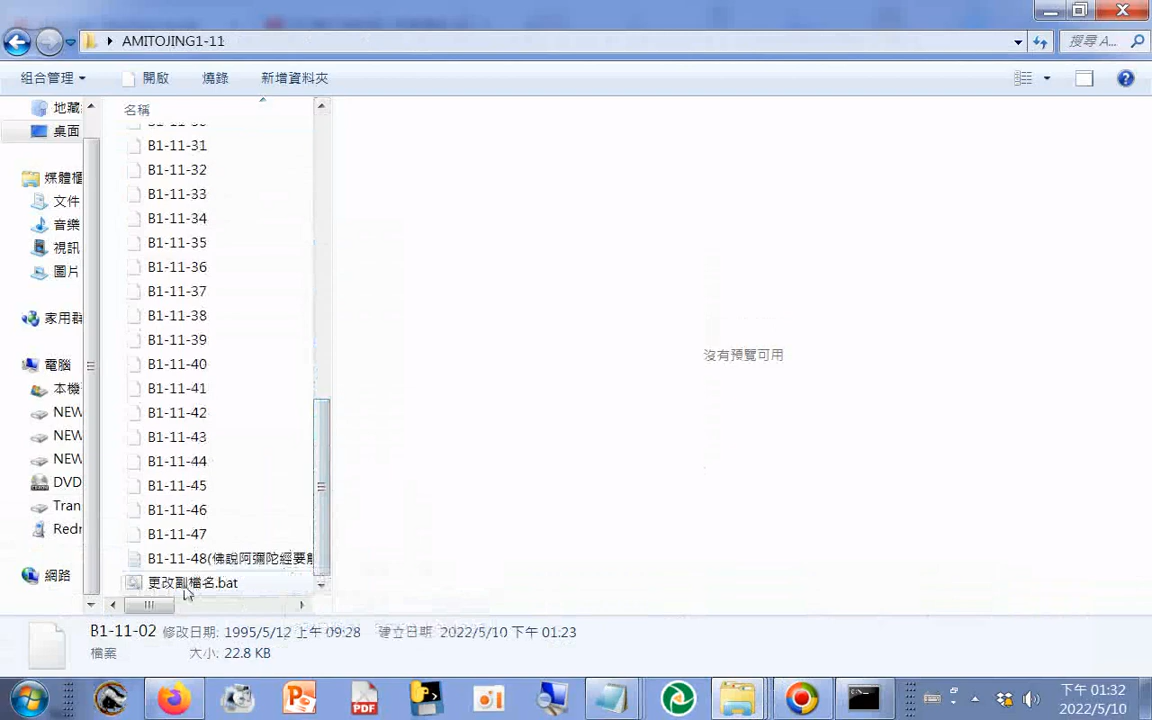 AMITOJING1-11
搜尋 A...
組合管理
開啟
燒錄
新增資料夾
地藏
桌面
媒體櫃
文件
音樂
視訊
圖片
家用群
電腦
本機
NEW
NEW
NEW
DVD
Tran
Redr
網路
名稱
B1-11-31
B1-11-32
B1-11-33
B1-11-34
B1-11-35
B1-11-36
B1-11-37
B1-11-38
B1-11-39
B1-11-40
B1-11-41
B1-11-42
B1-11-43
B1-11-44
B1-11-45
B1-11-46
B1-11-47
B1-11-48(佛說阿彌陀經要解
更改副檔名.bat
沒有預覽可用
B1-11-02 修改日期: 1995/5/12 上午 09:28 建立日期: 2022/5/10 下午 01:23
檔案 大小: 22.8 KB
PDF
下午 01:32
2022/5/10